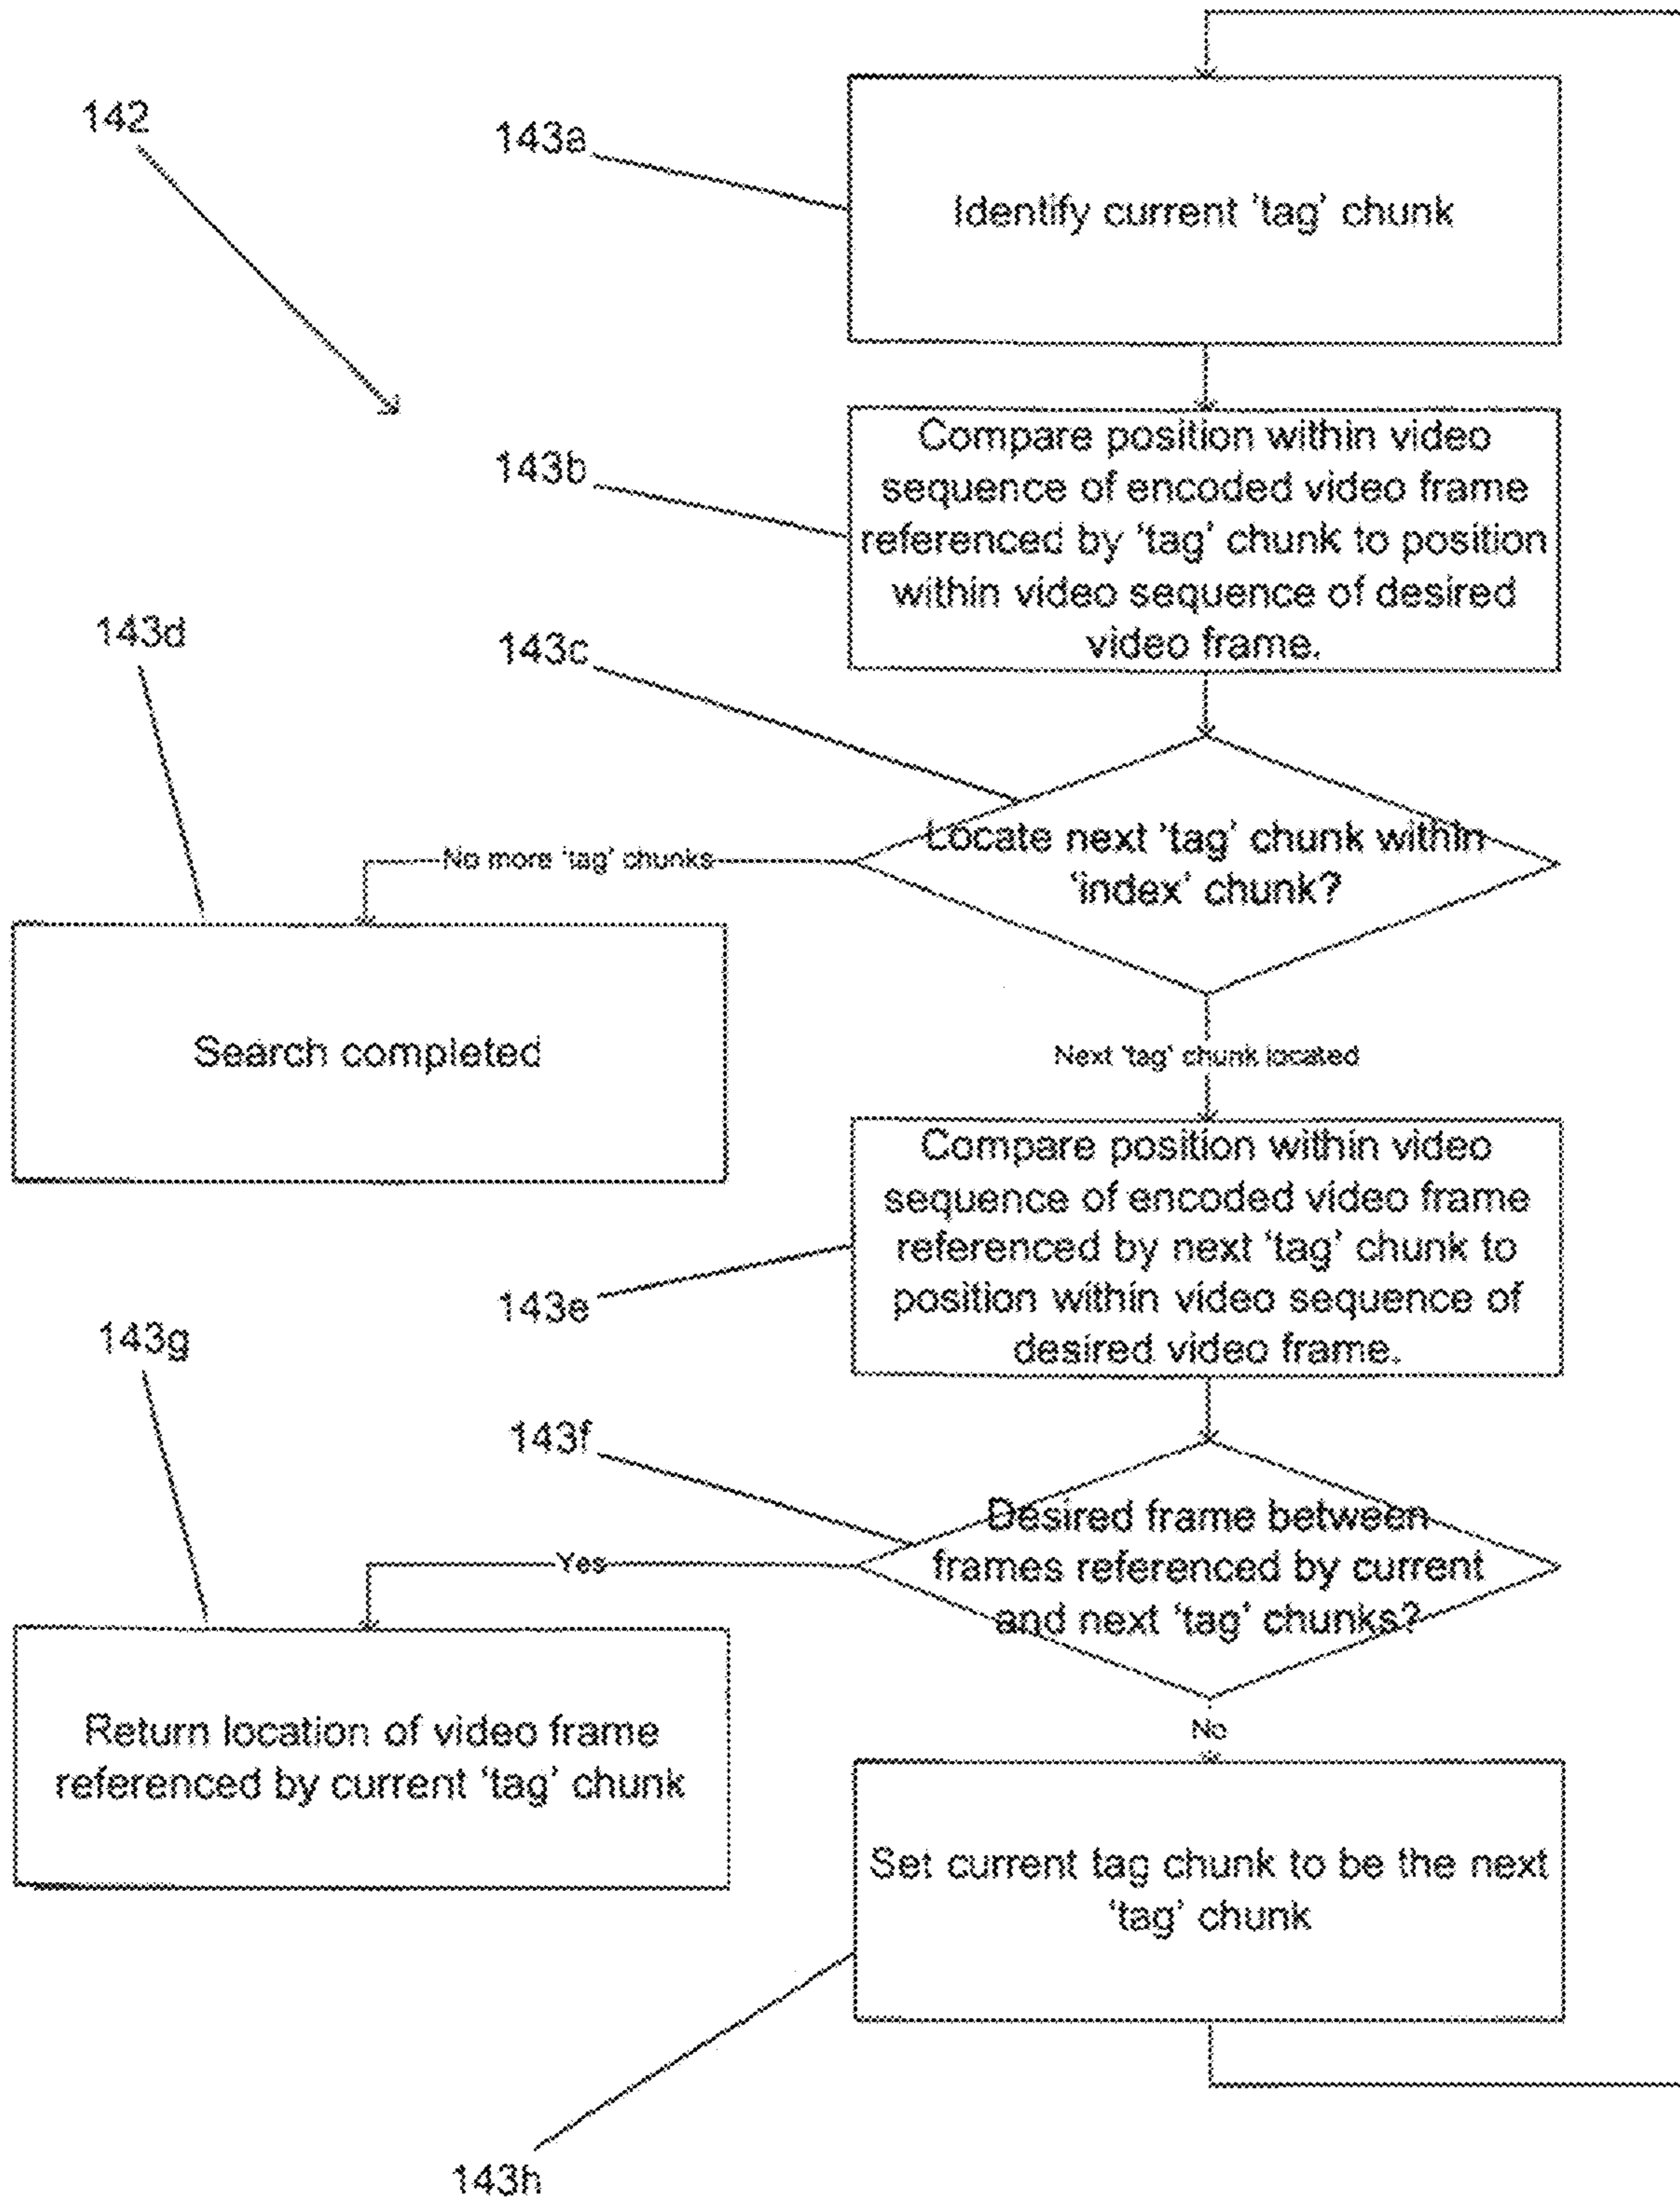 142
143a
Identify current ‘tag’ chunk
143b
Compare position within video
sequence of encoded video frame
referenced by ‘tag’ chunk to position
within video sequence of desired
video frame.
143d
143c
Locate next ‘tag’ chunk within
‘index’ chunk?
No more ‘tag’ chunks
Search completed
Next ‘tag’ chunk located
Compare position within video
sequence of encoded video frame
referenced by next ‘tag’ chunk to
position within video sequence of
desired video frame.
143e
143g
143f
Desired frame between
frames referenced by current
and next ‘tag’ chunks?
Yes
Return location of video frame
referenced by current ‘tag’ chunk
No
Set current tag chunk to be the next
‘tag’ chunk
143h